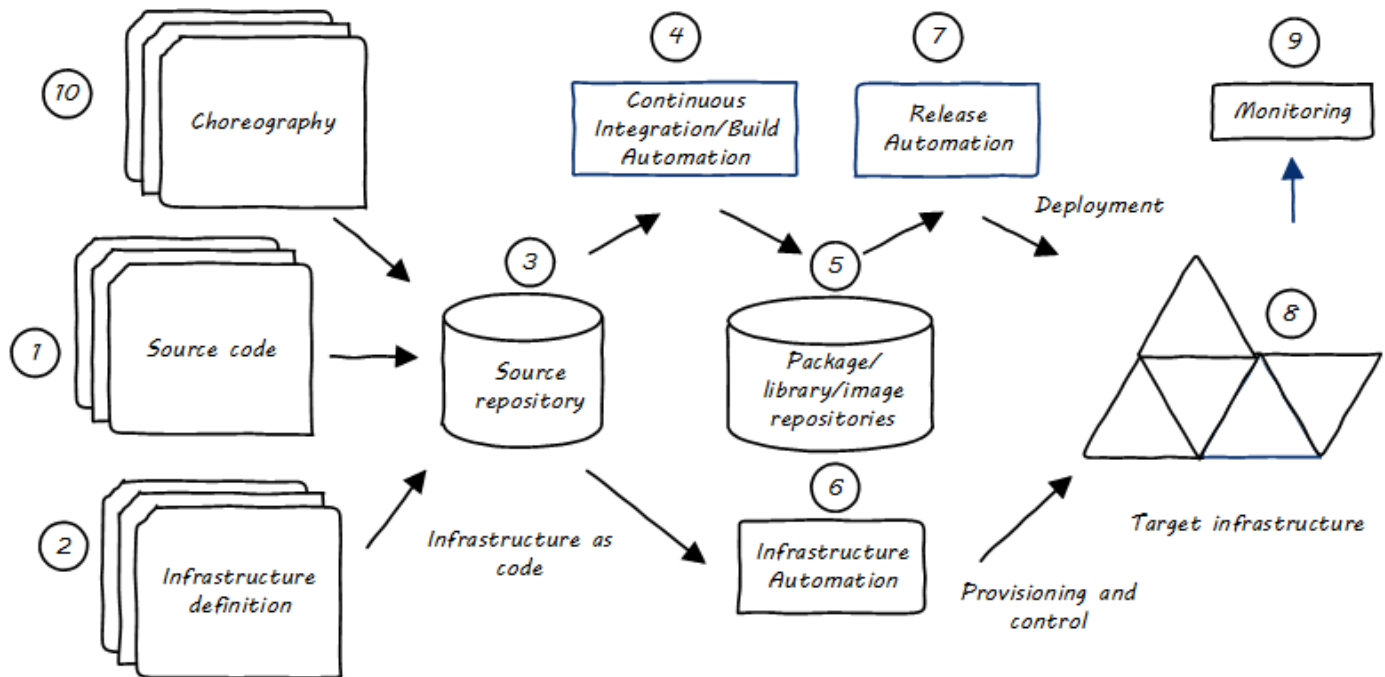 10
Choreography
4
Continuous
Integration/Build
Automation
7
Release
Automation
9
Monitoring
Deployment
1
Source code
3
Source
repository
5
Package/
library/image
repositories
8
Target infrastructure
2
Infrastructure
definition
Infrastructure as
code
6
Infrastructure
Automation
Provisioning and
control